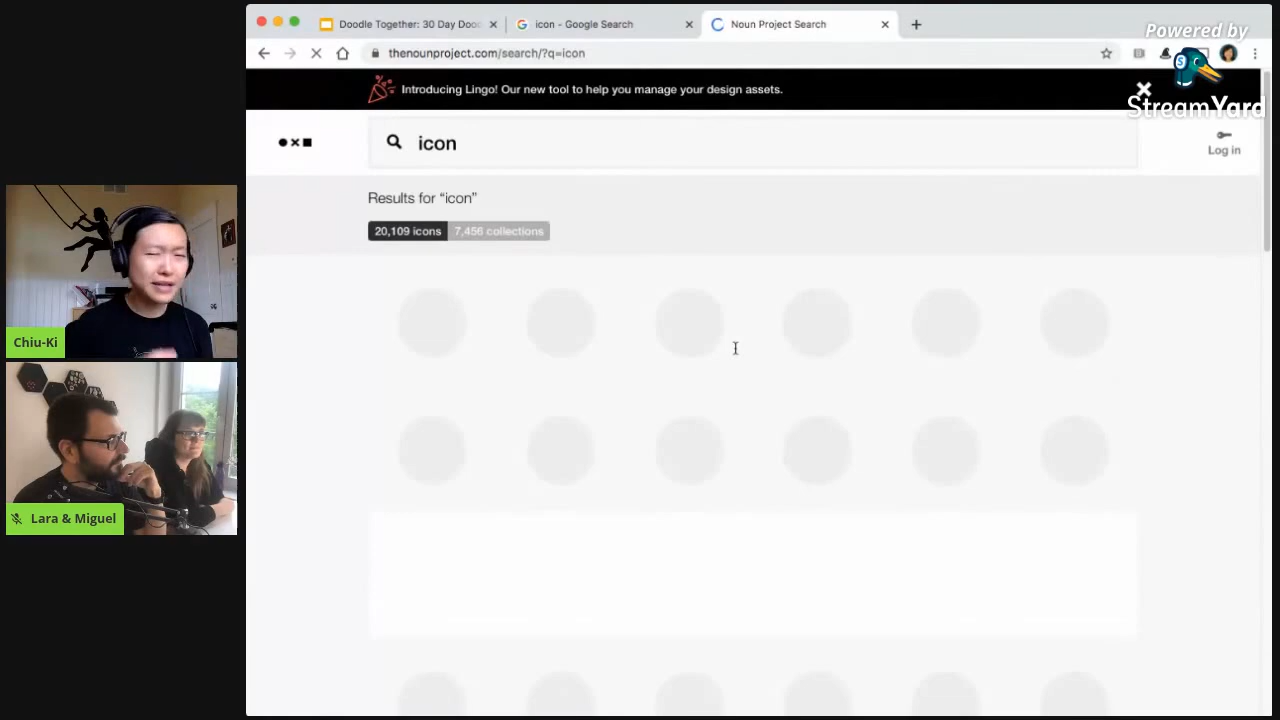 Doodle Together: 30 Day Dood
icon - Google Search
Noun Project Search
thenounproject.com/search/?q=icon
Powered by
StreamYard
Introducing Lingo! Our new tool to help you manage your design assets.
icon
Log in
Results for “icon”
20,109 icons
7,456 collections
Chiu-Ki
Lara & Miguel